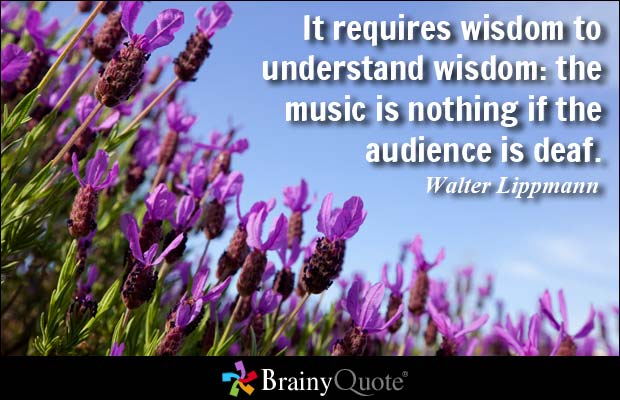 It requires wisdom to
understand wisdom: the
music is nothing if the
audience is deaf.
Walter Lippmann
BrainyQuote®